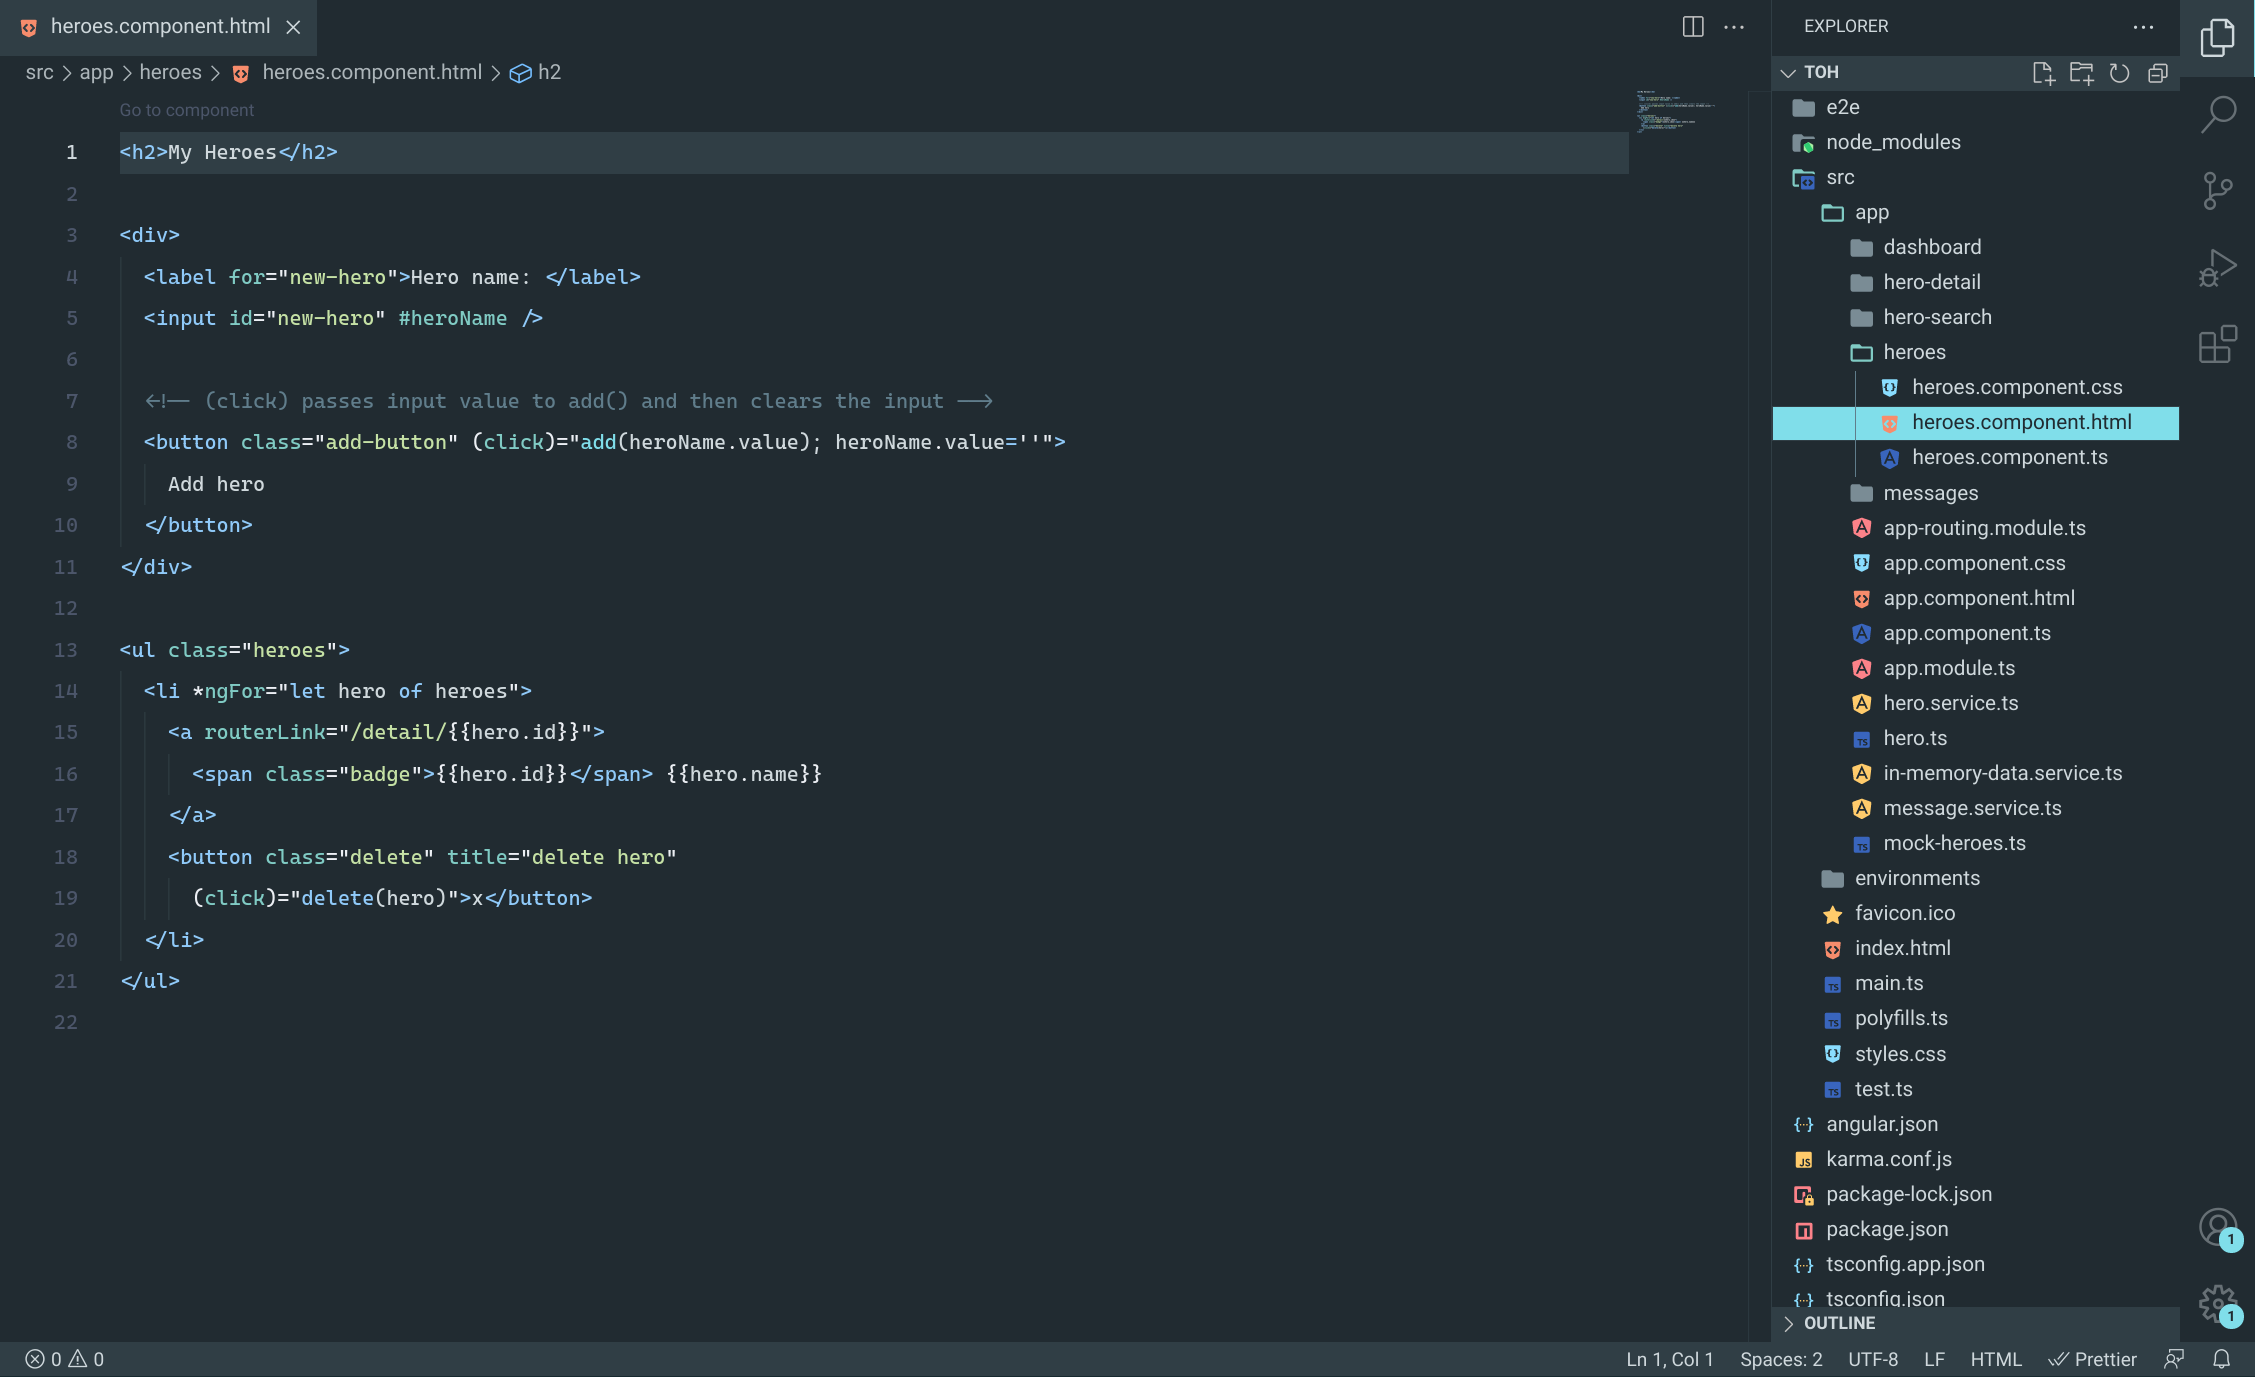 heroes.component.html
src > app > heroes > heroes.component.html > h2
Go to component
1 <h2>My Heroes</h2>
2
3 <div>
4   <label for="new-hero">Hero name: </label>
5   <input id="new-hero" #heroName />
6
7   <!-- (click) passes input value to add() and then clears the input -->
8   <button class="add-button" (click)="add(heroName.value); heroName.value=''">
9     Add hero
10   </button>
11 </div>
12
13 <ul class="heroes">
14   <li *ngFor="let hero of heroes">
15     <a routerLink="/detail/{{hero.id}}">
16       <span class="badge">{{hero.id}}</span> {{hero.name}}
17     </a>
18     <button class="delete" title="delete hero"
19       (click)="delete(hero)">x</button>
20   </li>
21 </ul>
22
EXPLORER
TOH
e2e
node_modules
src
app
dashboard
hero-detail
hero-search
heroes
heroes.component.css
heroes.component.html
heroes.component.ts
messages
app-routing.module.ts
app.component.css
app.component.html
app.component.ts
app.module.ts
hero.service.ts
hero.ts
in-memory-data.service.ts
message.service.ts
mock-heroes.ts
environments
favicon.ico
index.html
main.ts
polyfills.ts
styles.css
test.ts
angular.json
karma.conf.js
package-lock.json
package.json
tsconfig.app.json
tsconfig.json
OUTLINE
1
1
0 0
Ln 1, Col 1 Spaces: 2 UTF-8 LF HTML Prettier